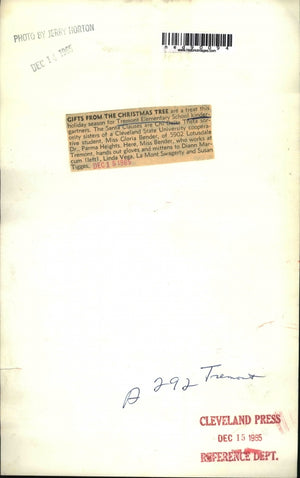 PHOTO BY JERRY HORTON
DEC 15 1965
GIFTS FROM THE CHRISTMAS TREE are a treat this
holiday season for Tremont Elementary School kinder-
gartners. The Santa Clauses are Chi Omega Theta sor-
ority sisters of a Cleveland State University coopera-
tive student, Miss Gloria Bender, of 5902 Lotusdale
Dr., Parma Heights. Here, Miss Bender, who works at
Tremont, hands out gloves and mittens to Diann Mar-
cum (left), Linda Vega, La Mont Swagerty and Susan
Tigges. DEC 15 1965
A 292 Tremont
CLEVELAND PRESS
DEC 15 1965
REFERENCE DEPT.